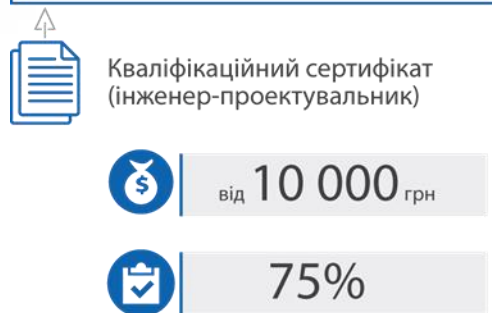 Кваліфікаційний сертифікат
(інженер-проектувальник)
від 10 000 грн
75%